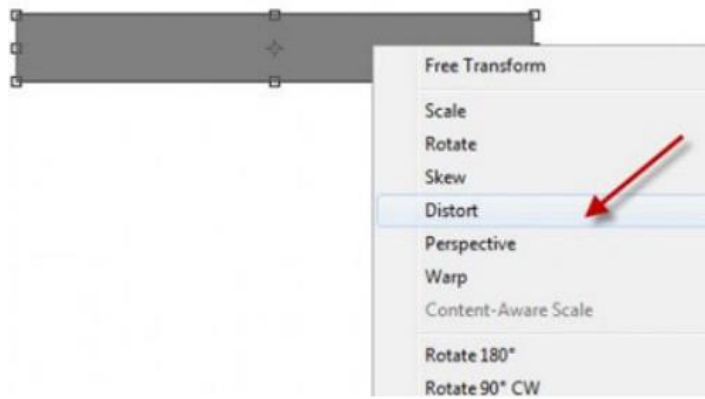 Free Transform
Scale
Rotate
Skew
Distort
Perspective
Warp
Content-Aware Scale
Rotate 180°
Rotate 90° CW